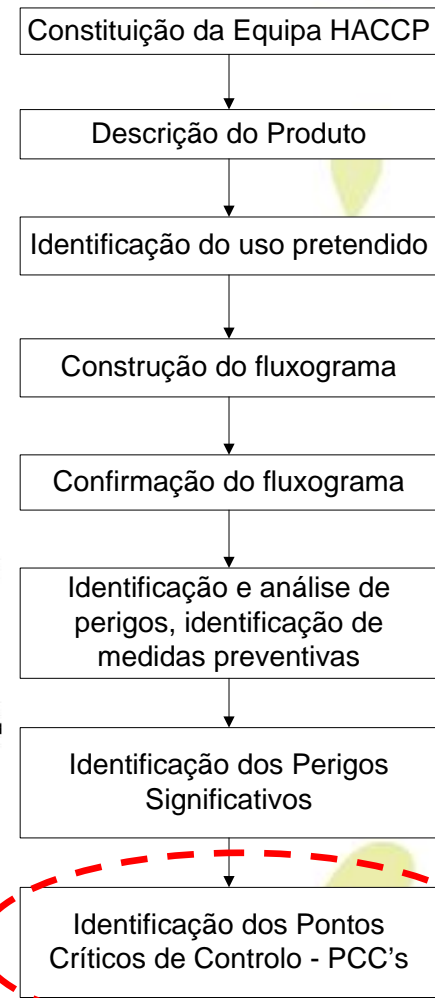 Constituição da Equipa HACCP
Descrição do Produto
Identificação do uso pretendido
Construção do fluxograma
Confirmação do fluxograma
Identificação e análise de
perigos, identificação de
medidas preventivas
Identificação dos Perigos
Significativos
Identificação dos Pontos
Críticos de Controlo - PCC's